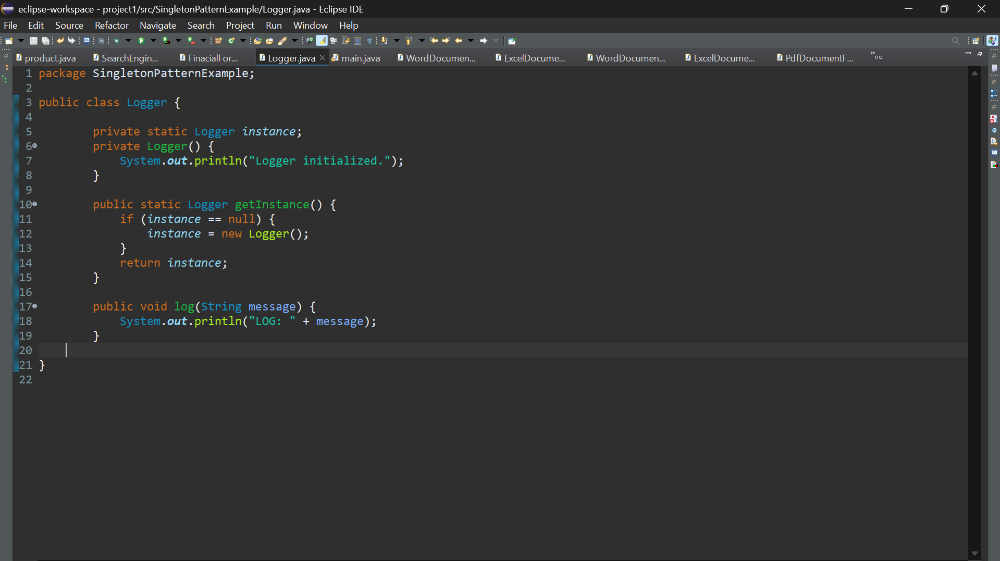 eclipse-workspace - project1/src/SingletonPatternExample/Logger.java - Eclipse IDE
File Edit Source Refactor Navigate Search Project Run Window Help
product.java SearchEngin... FinacialFor... Logger.java main.java WordDocumen... ExcelDocume... WordDocumen... ExcelDocume... PdfDocumentF... »
1 package SingletonPatternExample;
2
3 public class Logger {
4
5 private static Logger instance;
6 private Logger() {
7 System.out.println("Logger initialized.");
8 }
9
10 public static Logger getInstance() {
11 if (instance == null) {
12 instance = new Logger();
13 }
14 return instance;
15 }
16
17 public void log(String message) {
18 System.out.println("LOG: " + message);
19 }
20
21 }
22